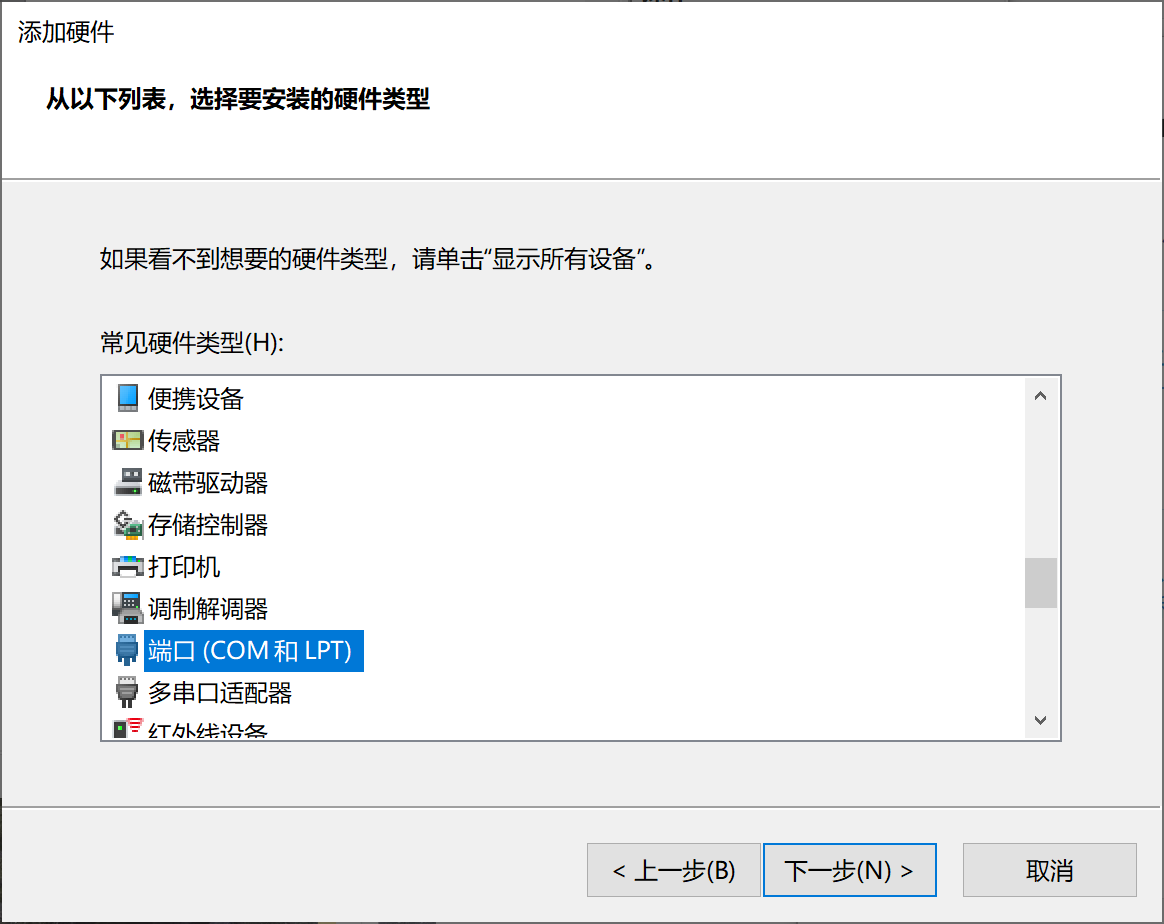 添加硬件
从以下列表，选择要安装的硬件类型
如果看不到想要的硬件类型，请单击“显示所有设备”。
常见硬件类型(H):
便携设备
传感器
磁带驱动器
存储控制器
打印机
调制解调器
端口 (COM 和 LPT)
多串口适配器
红外线设备
< 上一步(B)
下一步(N) >
取消